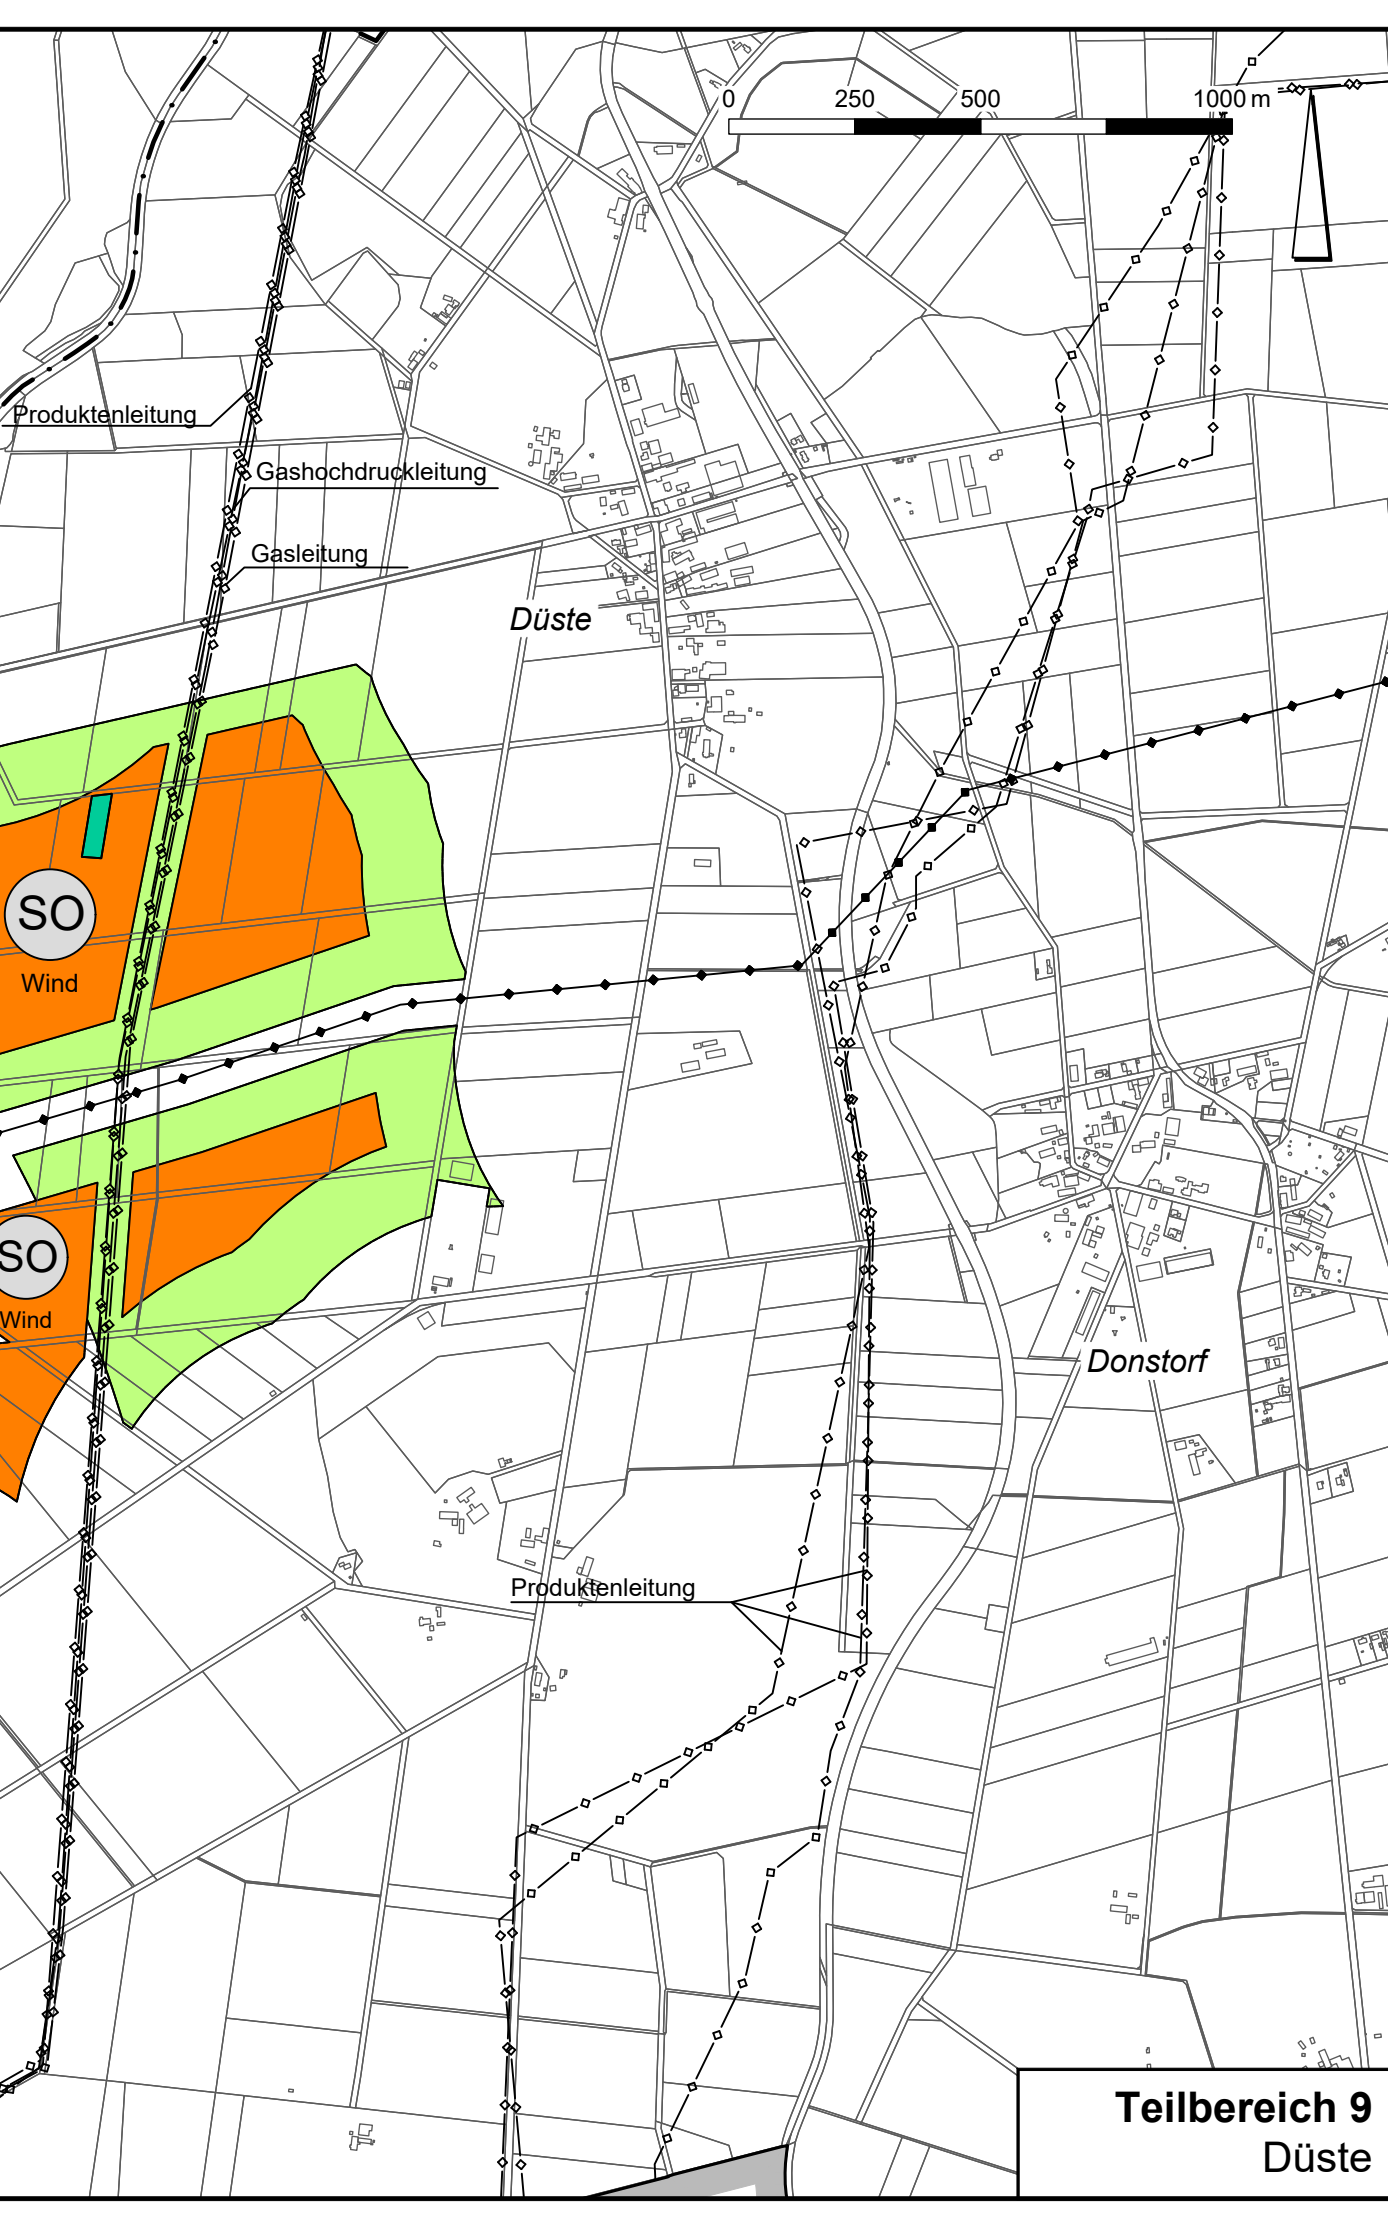 0 250 500 1000 m
Produktenleitung
Gashochdruckleitung
Gasleitung
Düste
SO
Wind
SO
Wind
Donstorf
Produktenleitung
Teilbereich 9
Düste